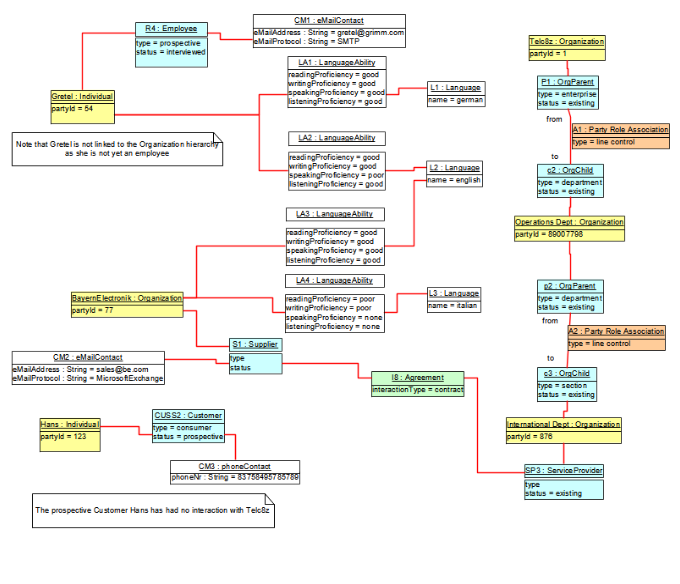 R4 : Employee
type = prospective
status = interviewed
CM1 : eMailContact
eMailAddress : String = gretel@grimm.com
eMailProtocol : String = SMTP
Telc8z : Organization
partyId = 1
LA1 : LanguageAbility
readingProficiency = good
writingProficiency = good
speakingProficiency = good
listeningProficiency = good
L1 : Language
name = german
P1 : OrgParent
type = enterprise
status = existing
Gretel : Individual
partyId = 54
from
A1 : Party Role Association
type = line control
to
Note that Gretel is not linked to the Organization hierarchy
as she is not yet an employee
LA2 : LanguageAbility
readingProficiency = good
writingProficiency = good
speakingProficiency = poor
listeningProficiency = good
L2 : Language
name = english
c2 : OrgChild
type = department
status = existing
LA3 : LanguageAbility
readingProficiency = good
writingProficiency = good
speakingProficiency = good
listeningProficiency = good
Operations Dept : Organization
partyId = 89007798
LA4 : LanguageAbility
readingProficiency = poor
writingProficiency = poor
speakingProficiency = none
listeningProficiency = none
L3 : Language
name = italian
p2 : OrgParent
type = department
status = existing
BayernElectronik : Organization
partyId = 77
from
A2 : Party Role Association
type = line control
to
S1 : Supplier
type
status
CM2 : eMailContact
eMailAddress : String = sales@be.com
eMailProtocol : String = MicrosoftExchange
I8 : Agreement
interactionType = contract
c3 : OrgChild
type = section
status = existing
Hans : Individual
partyId = 123
CUSS2 : Customer
type = consumer
status = prospective
International Dept : Organization
partyId = 876
CM3 : phoneContact
phoneNr : String = 83758495785789
SP3 : ServiceProvider
type
status = existing
The prospective Customer Hans has had no interaction with Telc8z